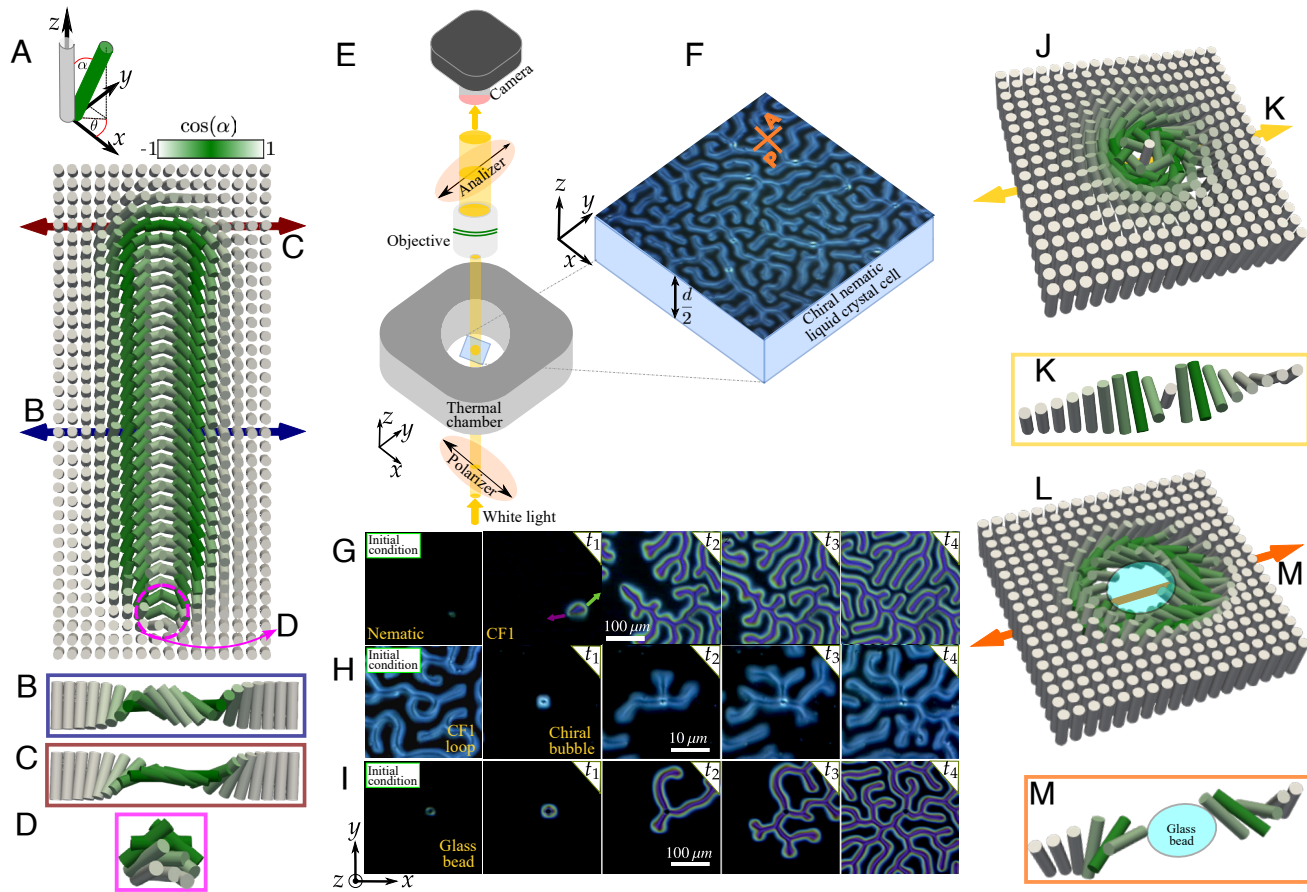 A
z
α
y
θ
x
cos(α)
-1
1
C
B
D
B
C
D
E
Camera
Analizer
Objective
Thermal
chamber
z
y
x
Polarizer
White light
F
A
P
z
y
x
d
2
Chiral nematic
liquid crystal cell
G
Initial
condition
Nematic
t1
CF1
t2
100 μm
t3
t4
H
Initial
condition
CF1
loop
t1
Chiral
bubble
t2
10 μm
t3
t4
I
Initial
condition
Glass
bead
t1
t2
100 μm
t3
t4
y
z
x
J
K
K
L
M
M
Glass
bead